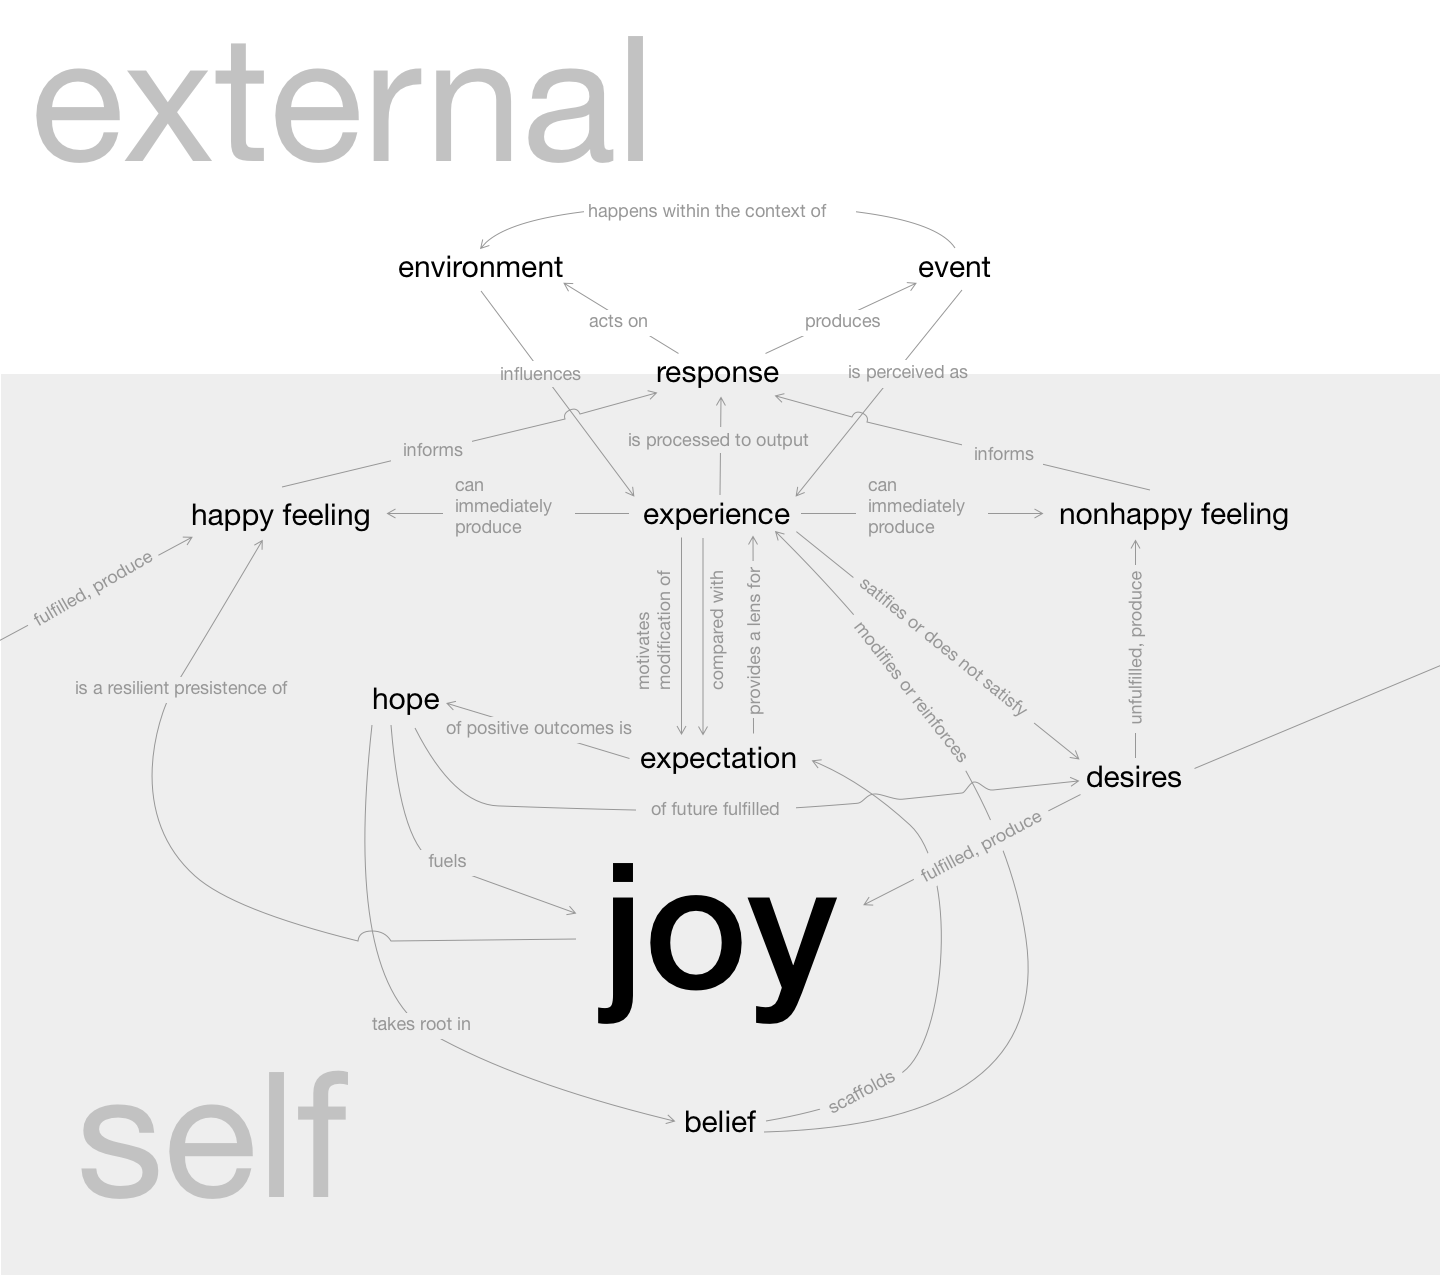 external
happens within the context of
environment
event
acts on
produces
influences
response
is perceived as
informs
is processed to output
informs
can
immediately
produce
can
immediately
produce
happy feeling
experience
nonhappy feeling
fulfilled, produce
motivates
modification of
compared with
provides a lens for
satifies or does not satisfy
modifies or reinforces
unfulfilled, produce
is a resilient presistence of
hope
of positive outcomes is
expectation
desires
of future fulfilled
fulfilled, produce
fuels
joy
takes root in
scaffolds
belief
self